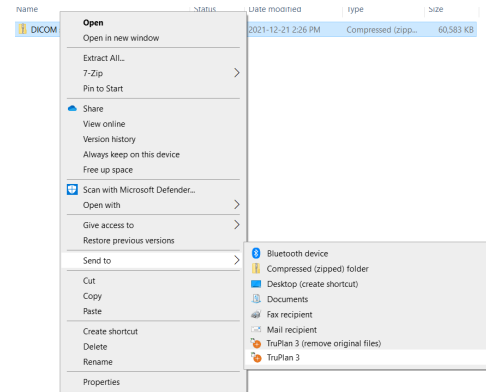 Name Status Date modified Type Size
DICOM 2021-12-21 2:26 PM Compressed (zipp... 60,583 KB
Open
Open in new window
Extract All...
7-Zip
Pin to Start
Share
View online
Version history
Always keep on this device
Free up space
Scan with Microsoft Defender...
Open with
Give access to
Restore previous versions
Send to
Cut
Copy
Paste
Create shortcut
Delete
Rename
Properties
Bluetooth device
Compressed (zipped) folder
Desktop (create shortcut)
Documents
Fax recipient
Mail recipient
TruPlan 3 (remove original files)
TruPlan 3